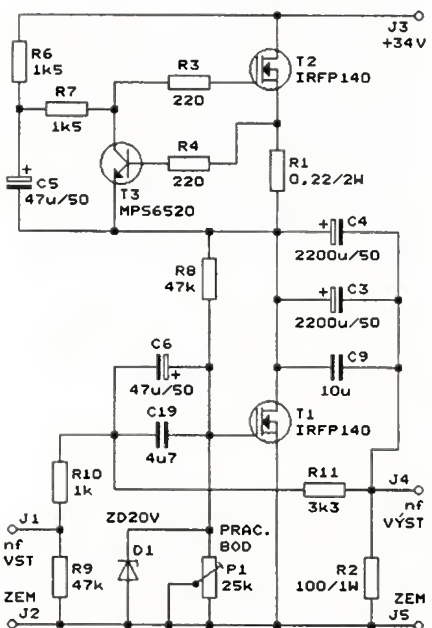 J3
+34V
R6
1k5
R3
220
T2
IRFP140
R7
1k5
R4
220
R1
0,22/2W
C5
47u/50
T3
MPS6520
C4
2200u/50
R8
47k
C3
2200u/50
C6
47u/50
C9
10u
C19
4u7
T1
IRFP140
R10
1k
R11
3k3
J4
nf
VÝST
J1
nf
VST
ZD20V
PRAC.
BOD
D1
P1
25k
R9
47k
R2
100/1W
ZEM
J2
ZEM
J5